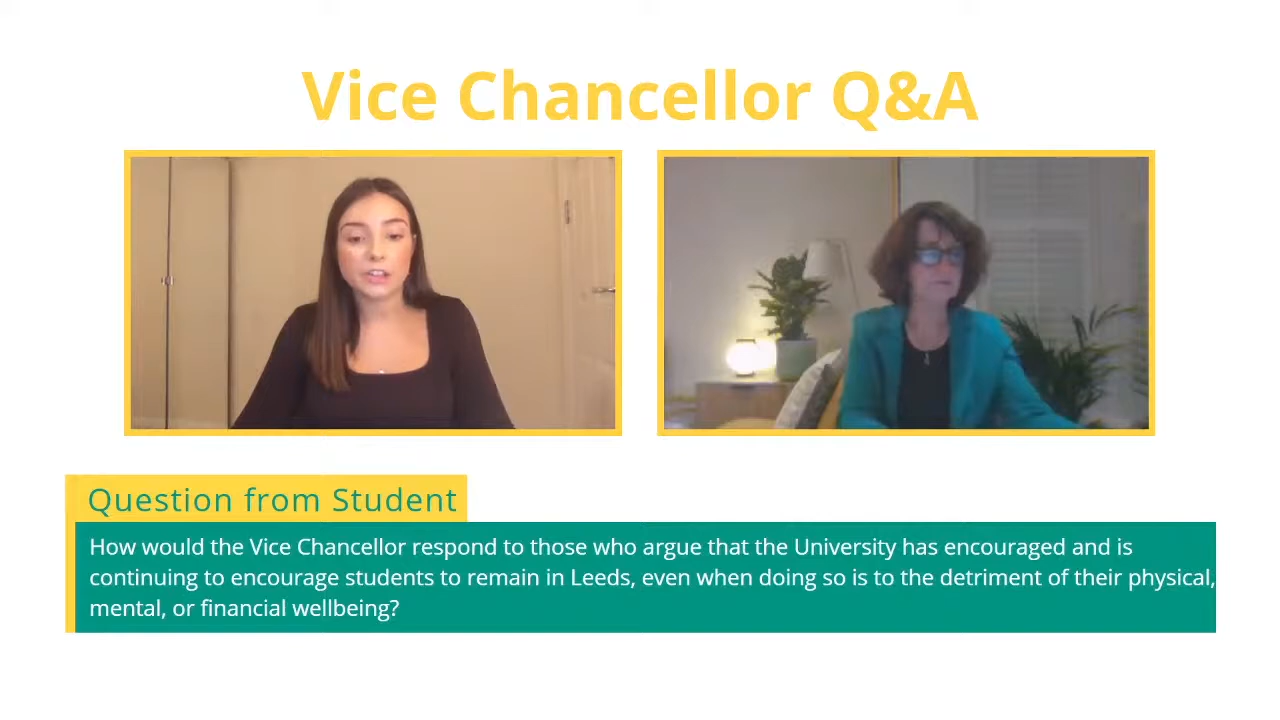 Vice Chancellor Q&A
Question from Student
How would the Vice Chancellor respond to those who argue that the University has encouraged and is
continuing to encourage students to remain in Leeds, even when doing so is to the detriment of their physical,
mental, or financial wellbeing?